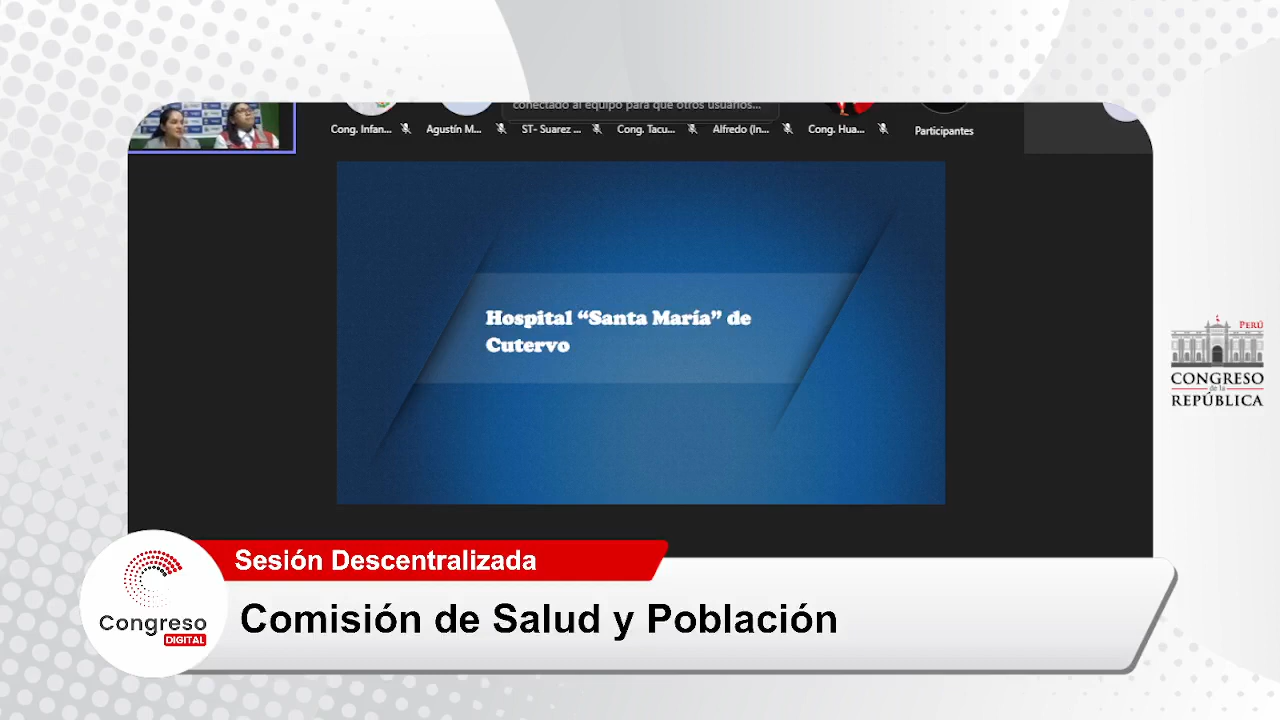 conectado al equipo para que otros usuarios...
Cong. Infan...
Agustín M...
ST- Suarez ...
Cong. Tacu...
Alfredo (In...
Cong. Hua...
Participantes
Hospital “Santa María” de
Cutervo
PERÚ
CONGRESO
de la
REPÚBLICA
Sesión Descentralizada
Congreso
DIGITAL
Comisión de Salud y Población